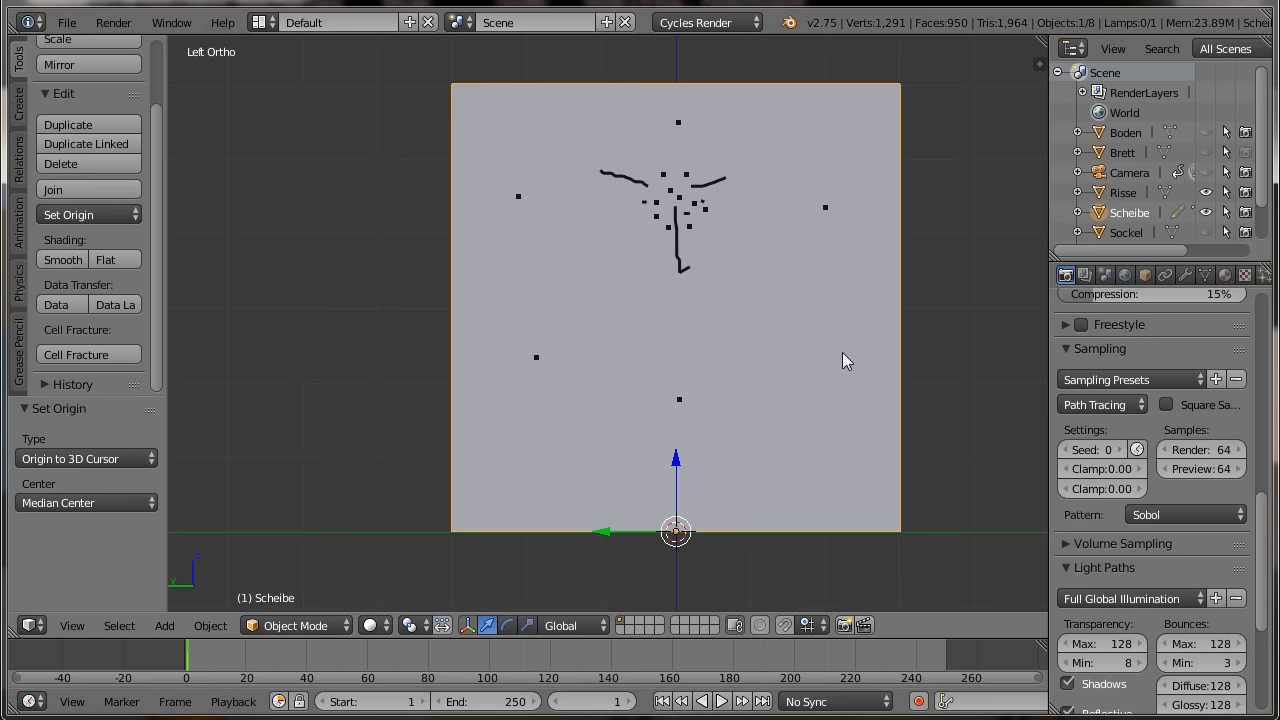 File Render Window Help Default Scene Cycles Render v2.75 | Verts:1,291 | Faces:950 | Tris:1,964 | Objects:1/8 | Lamps:0/1 | Mem:23.89M |
Left Ortho
Tools
Create
Relations
Animation
Physics
Grease Pencil
Scale
Mirror
Edit
Duplicate
Duplicate Linked
Delete
Join
Set Origin
Shading:
Smooth Flat
Data Transfer:
Data Data La
Cell Fracture:
Cell Fracture
History
Set Origin
Type
Origin to 3D Cursor
Center
Median Center
z
y
(1) Scheibe
View Select Add Object Object Mode Global
-40 -20 0 20 40 60 80 100 120 140 160 180 200 220 240 260
View Marker Frame Playback Start: 1 End: 250 1 No Sync
View Search All Scenes
Scene
RenderLayers
World
Boden
Brett
Camera
Risse
Scheibe
Sockel
Compression: 15%
Freestyle
Sampling
Sampling Presets
Path Tracing Square Sa...
Settings: Samples:
Seed: 0 Render: 64
Clamp:0.00 Preview:64
Clamp:0.00
Pattern: Sobol
Volume Sampling
Light Paths
Full Global Illumination
Transparency: Bounces:
Max: 128 Max: 128
Min: 8 Min: 3
Shadows Diffuse:128
Glossy:128